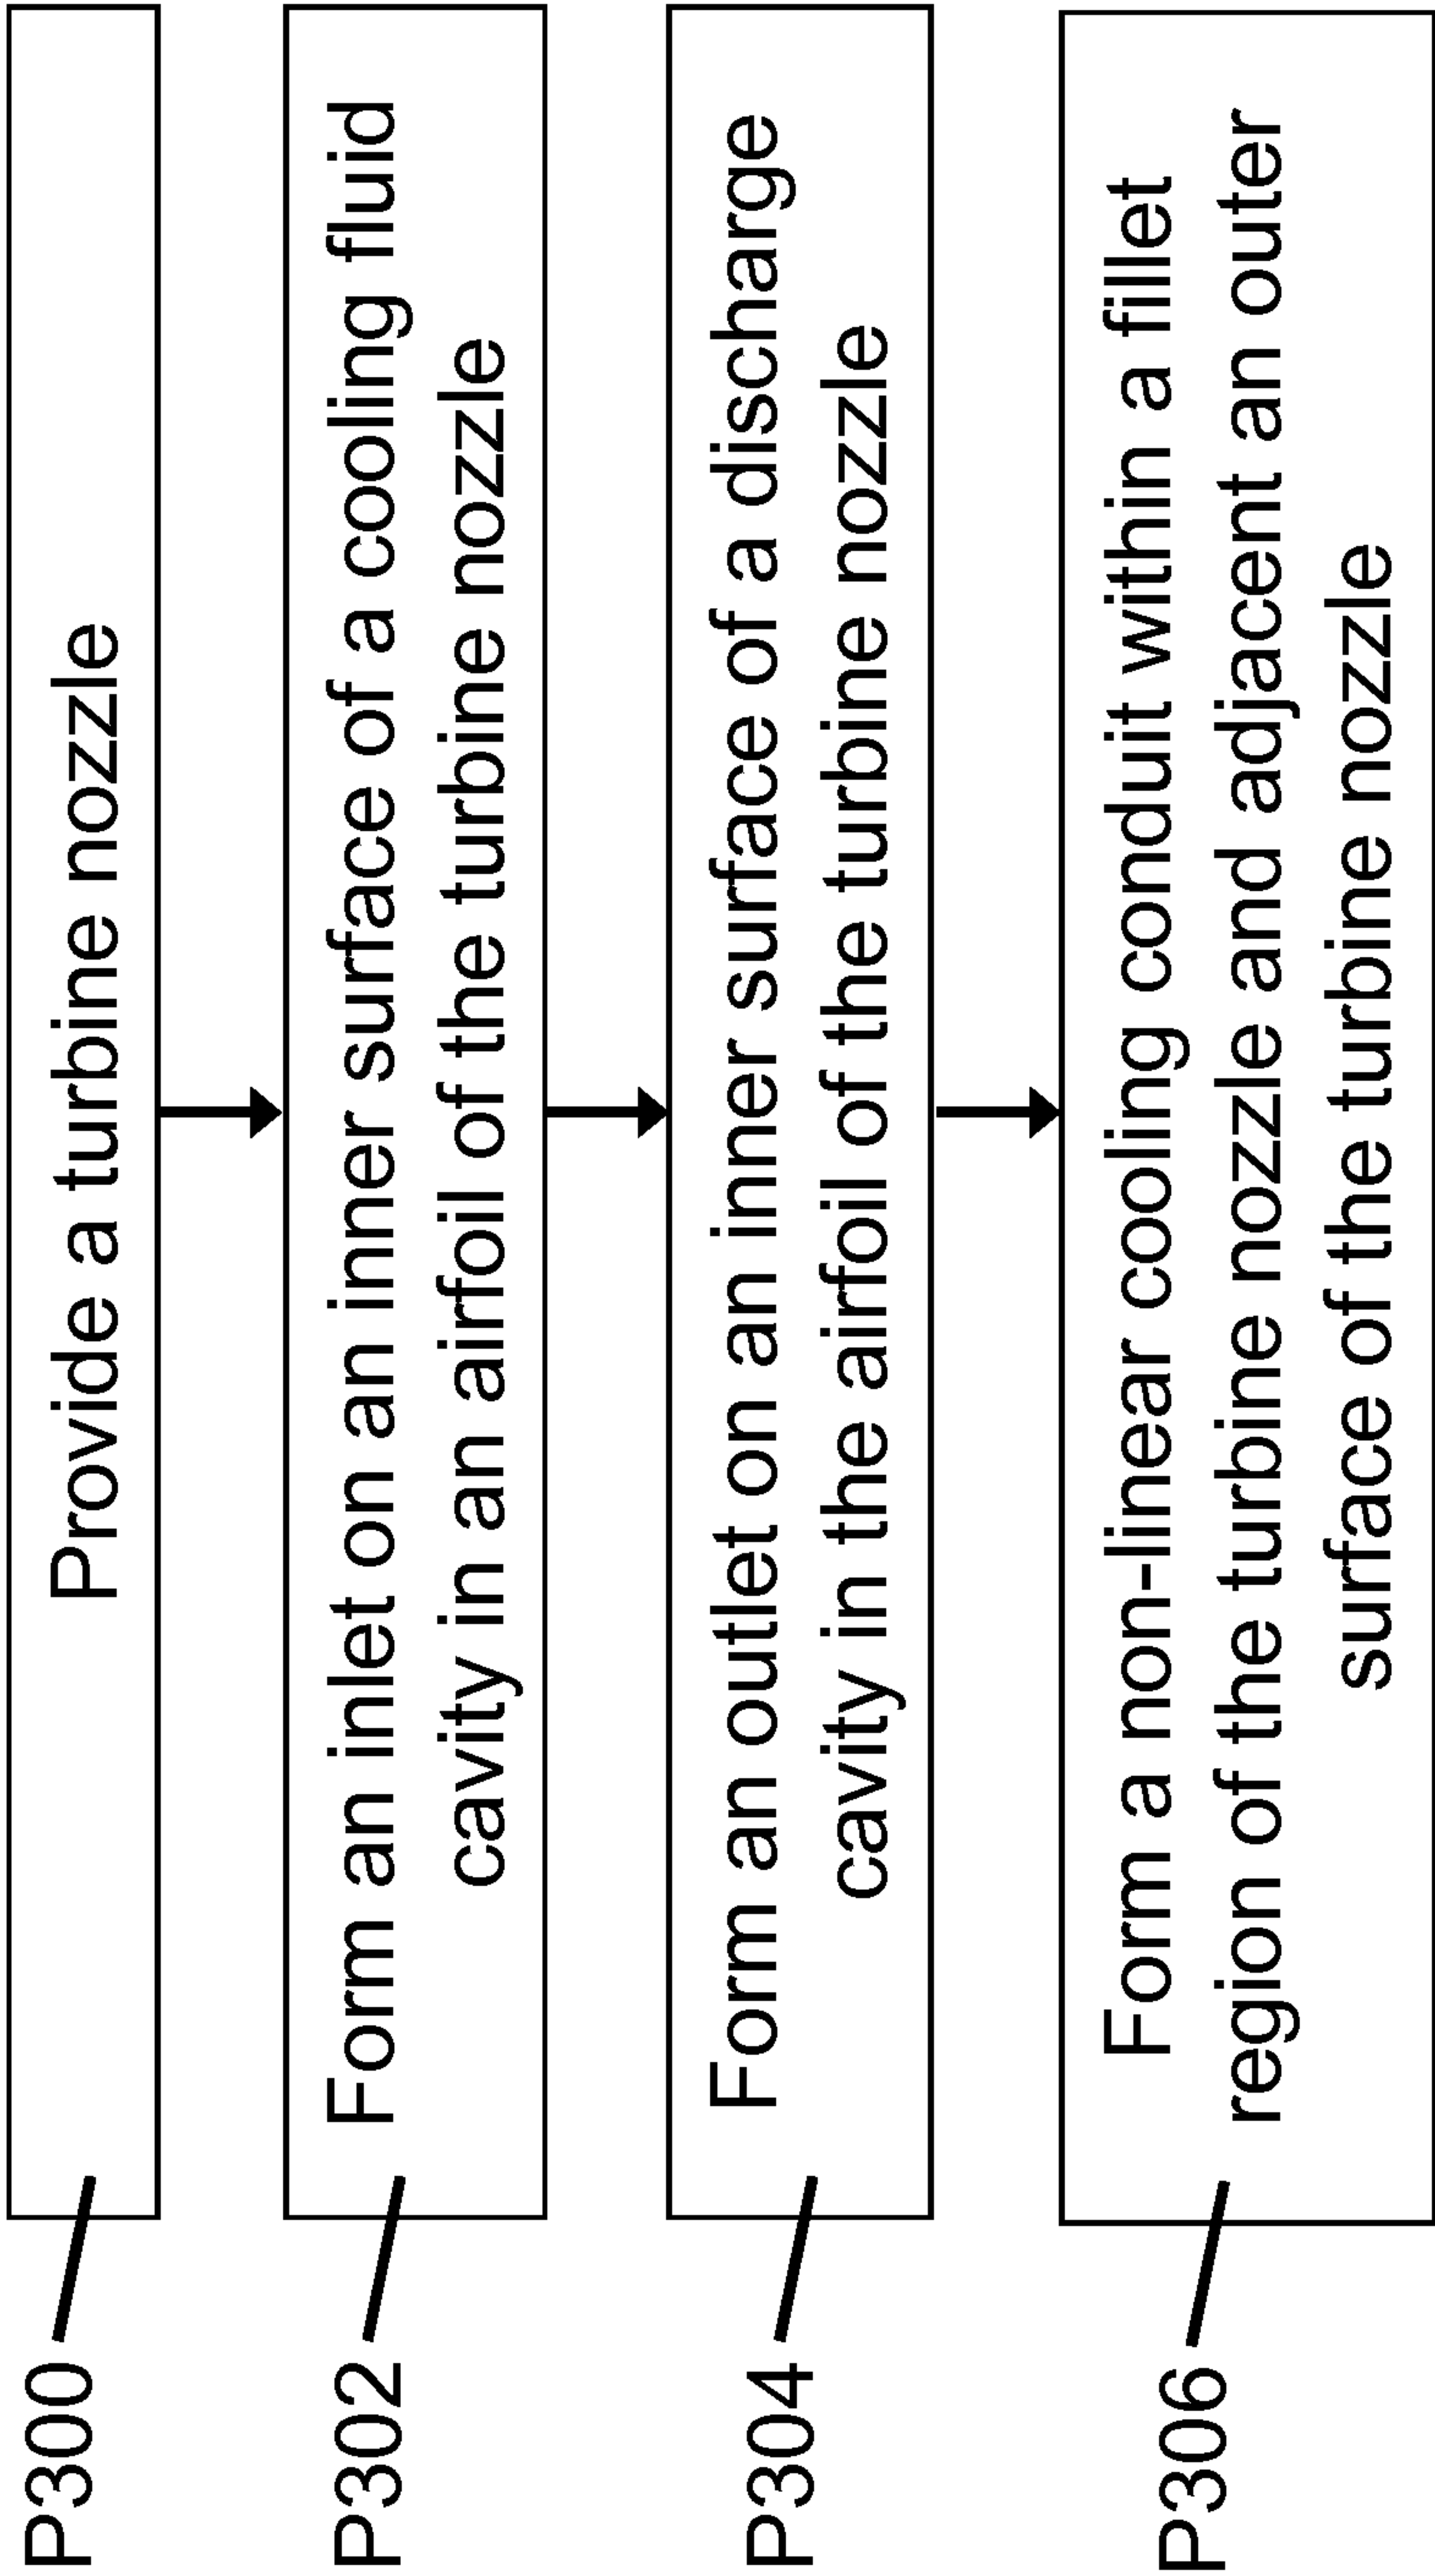 P300
Provide a turbine nozzle
P302
Form an inlet on an inner surface of a cooling fluid
cavity in an airfoil of the turbine nozzle
P304
Form an outlet on an inner surface of a discharge
cavity in the airfoil of the turbine nozzle
P306
Form a non-linear cooling conduit within a fillet
region of the turbine nozzle and adjacent an outer
surface of the turbine nozzle